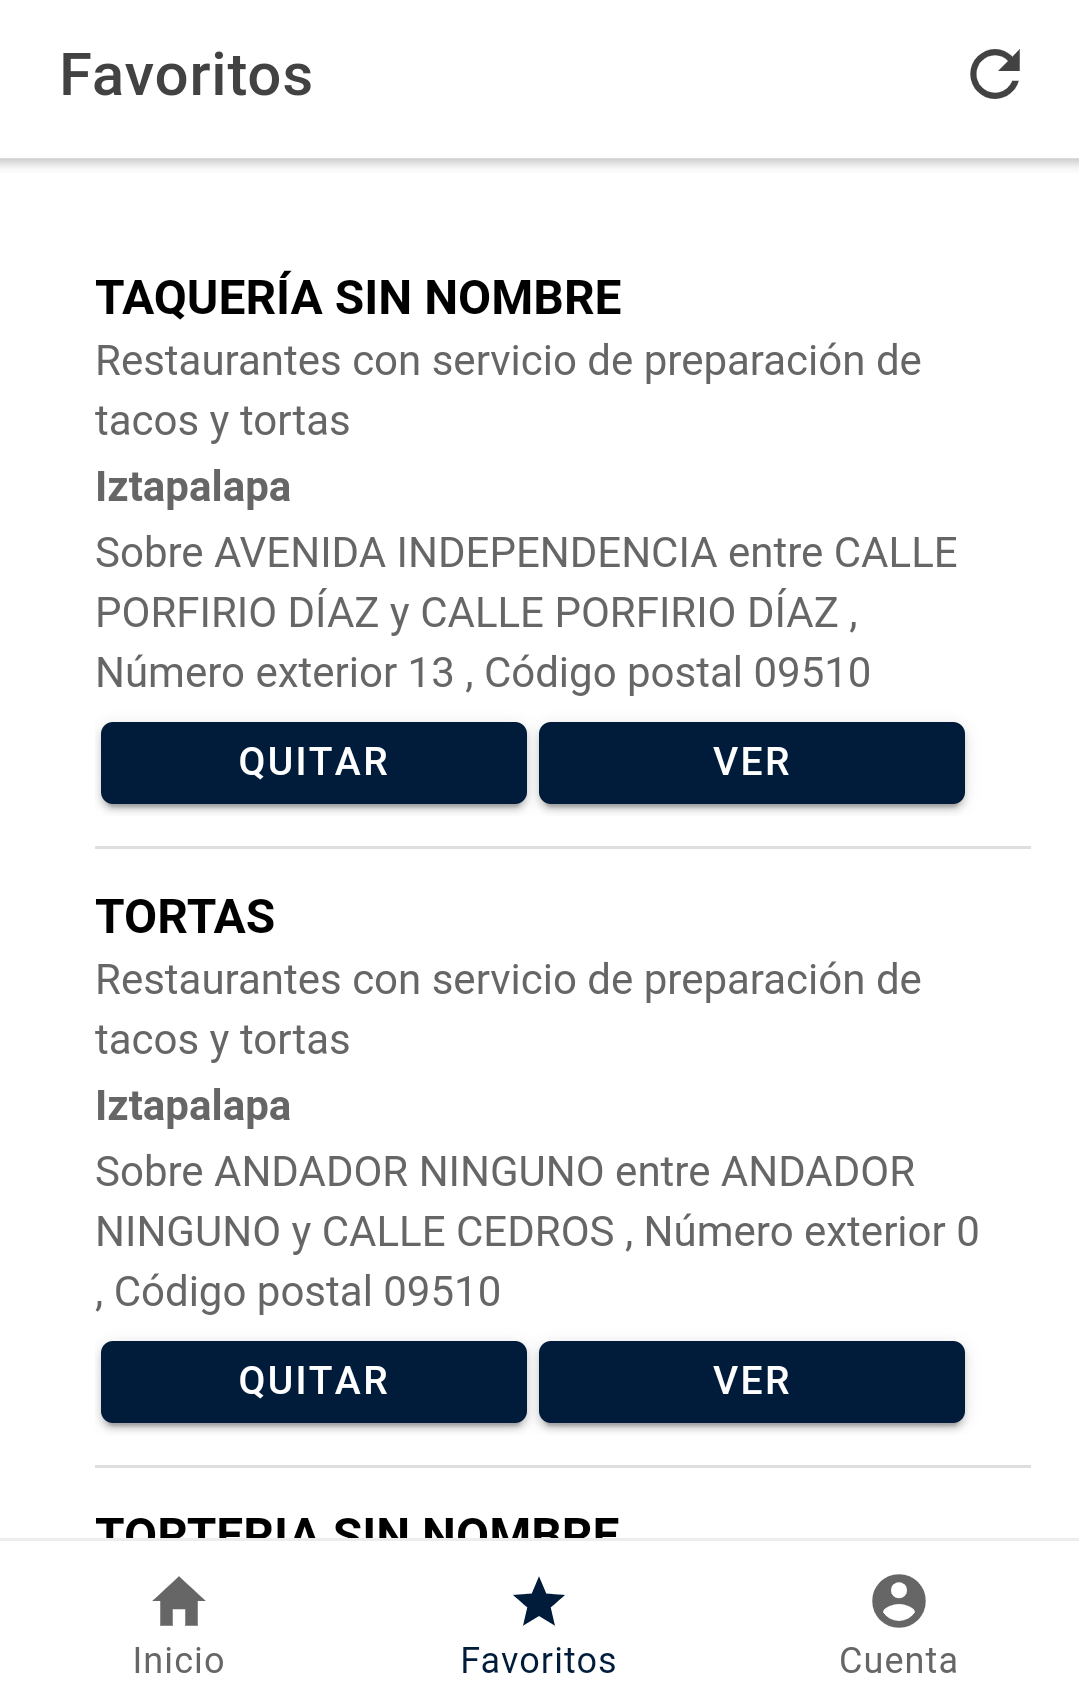 Favoritos
TAQUERÍA SIN NOMBRE
Restaurantes con servicio de preparación de
tacos y tortas
Iztapalapa
Sobre AVENIDA INDEPENDENCIA entre CALLE
PORFIRIO DÍAZ y CALLE PORFIRIO DÍAZ ,
Número exterior 13 , Código postal 09510
QUITAR VER
TORTAS
Restaurantes con servicio de preparación de
tacos y tortas
Iztapalapa
Sobre ANDADOR NINGUNO entre ANDADOR
NINGUNO y CALLE CEDROS , Número exterior 0
, Código postal 09510
QUITAR VER
TORTERIA SIN NOMBRE
Inicio Favoritos Cuenta